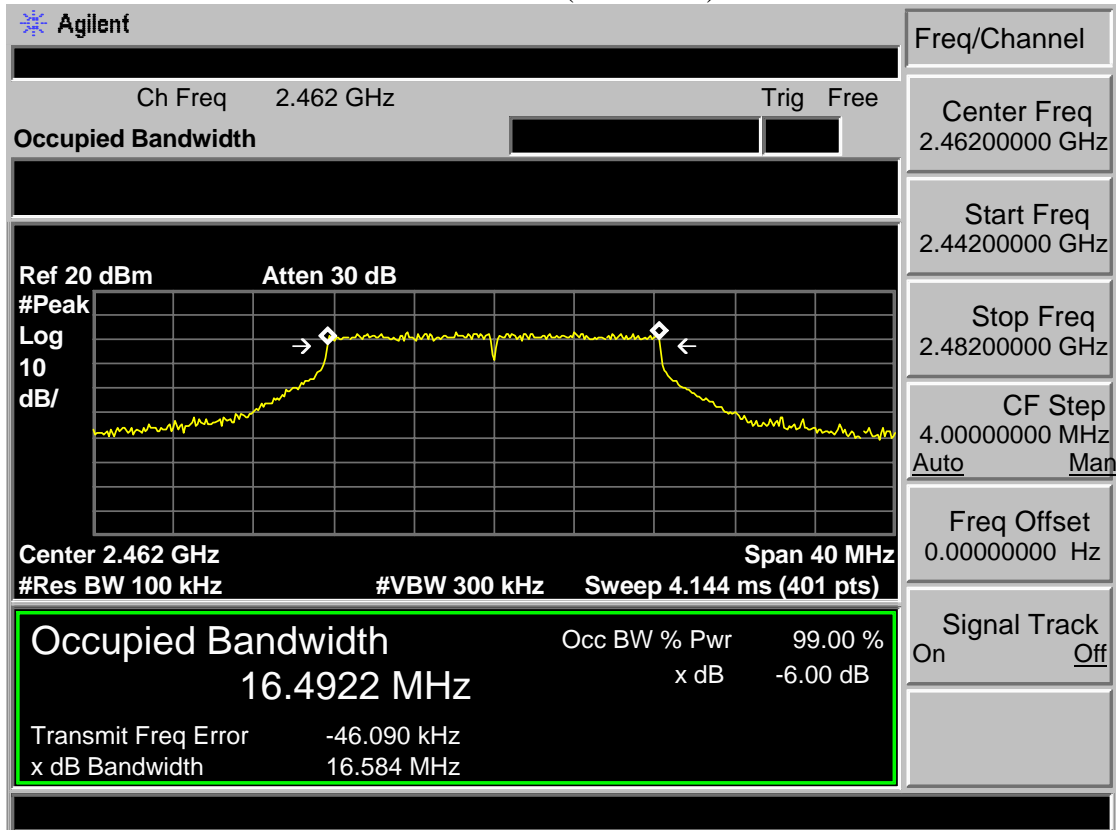 Agilent
Freq/Channel
Ch Freq 2.462 GHz Trig Free
Occupied Bandwidth
Center Freq
2.46200000 GHz
Start Freq
2.44200000 GHz
Stop Freq
2.48200000 GHz
CF Step
4.00000000 MHz
Auto Man
Freq Offset
0.00000000 Hz
Signal Track
On Off
Ref 20 dBm Atten 30 dB
#Peak
Log
10
dB/
Center 2.462 GHz Span 40 MHz
#Res BW 100 kHz #VBW 300 kHz Sweep 4.144 ms (401 pts)
Occupied Bandwidth
16.4922 MHz
Occ BW % Pwr 99.00 %
x dB -6.00 dB
Transmit Freq Error -46.090 kHz
x dB Bandwidth 16.584 MHz